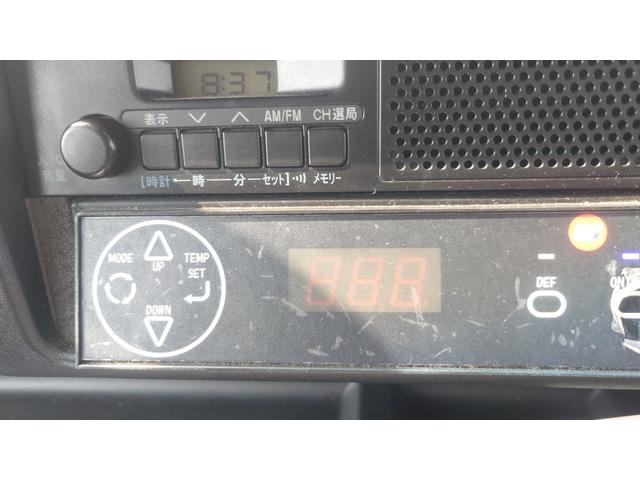 8:37
表示 ∨ ∧ AM/FM CH選局
[時計 時 分 セット] メモリー
MODE UP TEMP SET
DOWN
888
DEF
ON